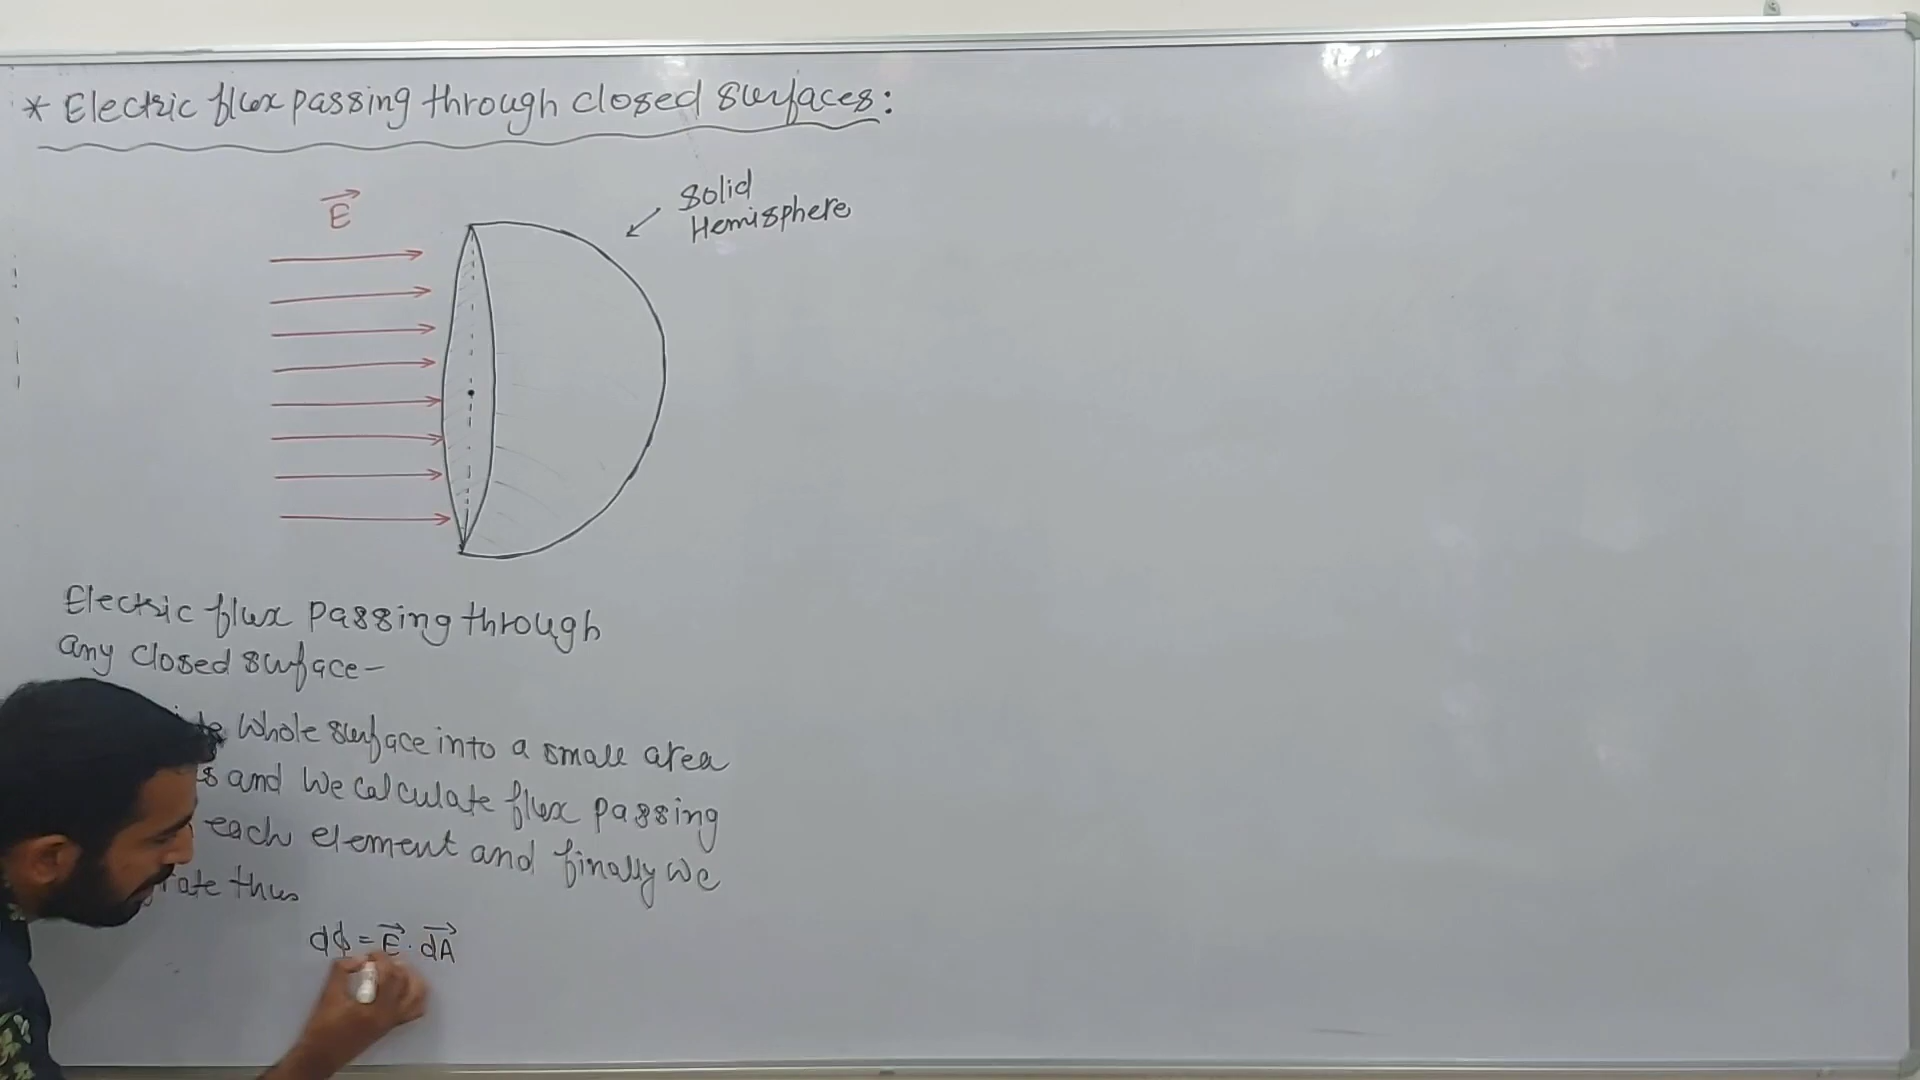 * Electric flux passing through closed surfaces:
E
Solid
Hemisphere
Electric flux passing through
any closed surface-
whole surface into a small area
and we calculate flux passing
each element and finally we
thus
dϕ = E⃗ · dA⃗